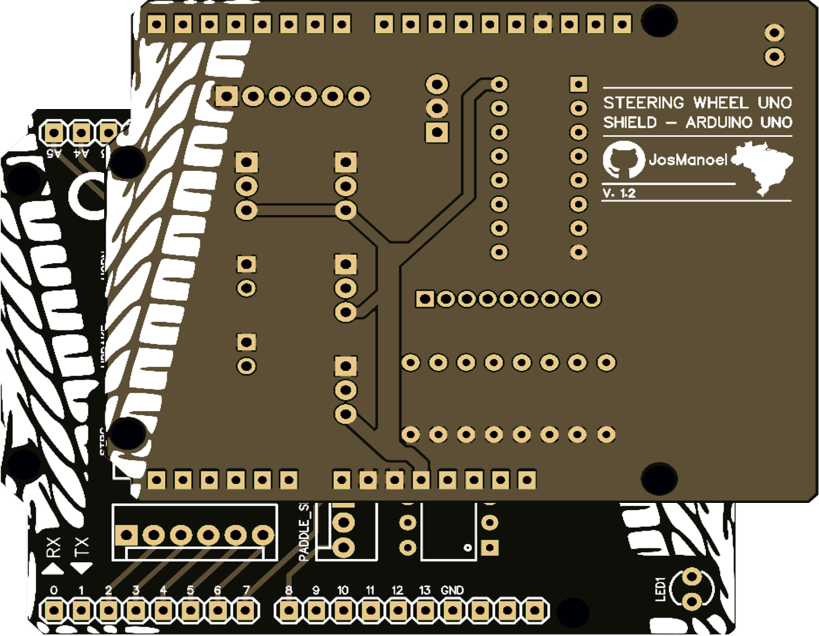 STEERING WHEEL UNO
SHIELD - ARDUINO UNO
JosManoel
V. 1.2
A5 A4
RX
TX
PADDLE_S
0 1 2 3 4 5 6 7 8 9 10 11 12 13 GND
LED1